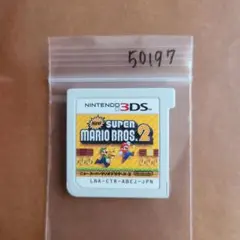 50197
NINTENDO 3DS
NEW
SUPER
MARIO BROS. 2
LNA-CTR-ABEJ-JPN